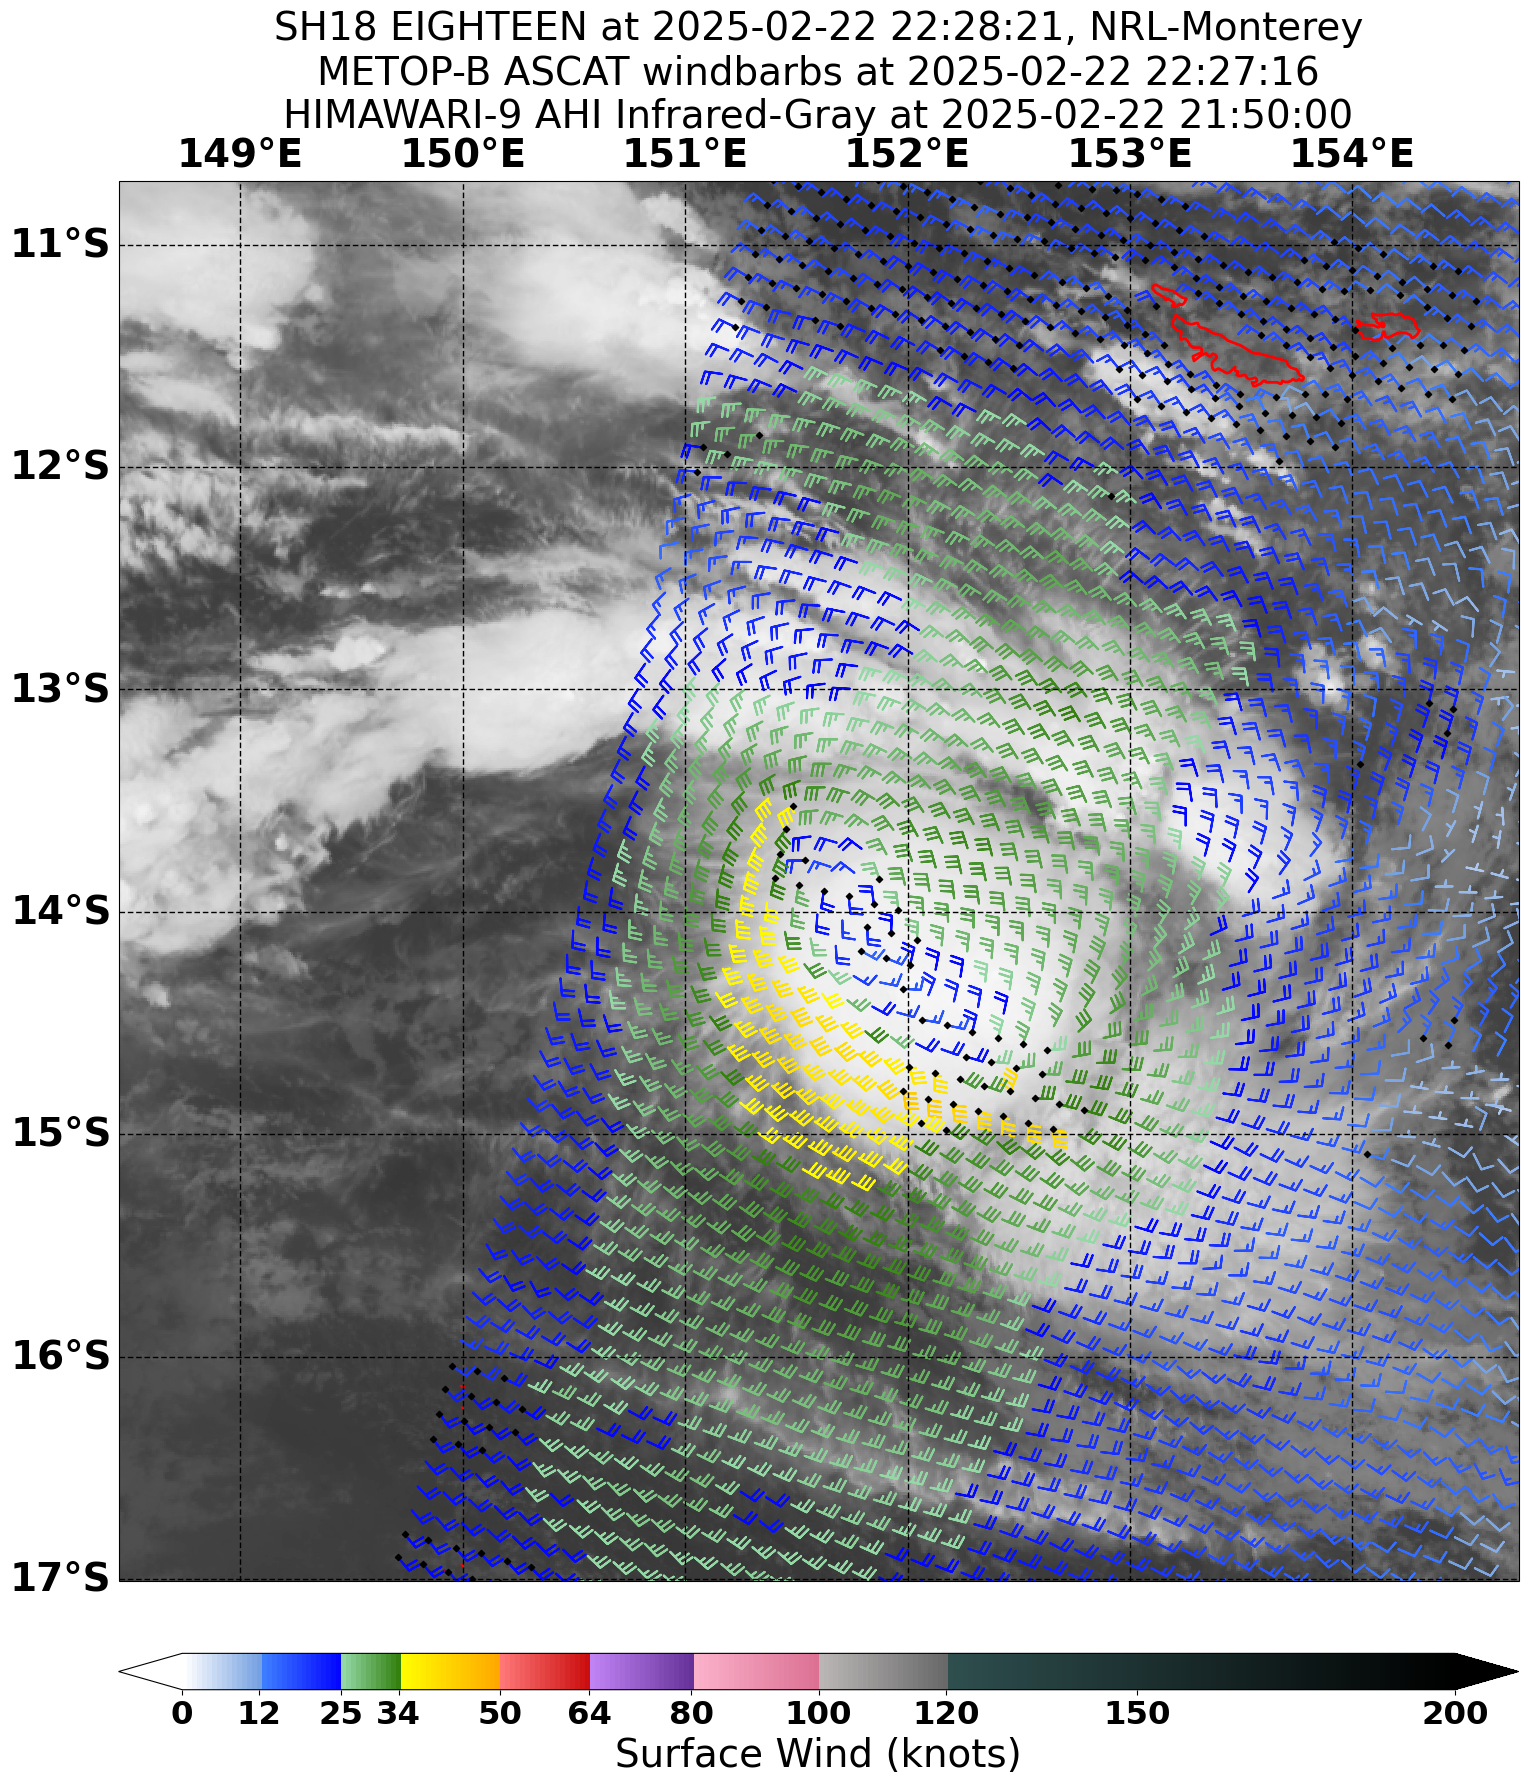 SH18 EIGHTEEN at 2025-02-22 22:28:21, NRL-Monterey
METOP-B ASCAT windbarbs at 2025-02-22 22:27:16
HIMAWARI-9 AHI Infrared-Gray at 2025-02-22 21:50:00
149°E 150°E 151°E 152°E 153°E 154°E
11°S
12°S
13°S
14°S
15°S
16°S
17°S
0 12 25 34 50 64 80 100 120 150 200
Surface Wind (knots)